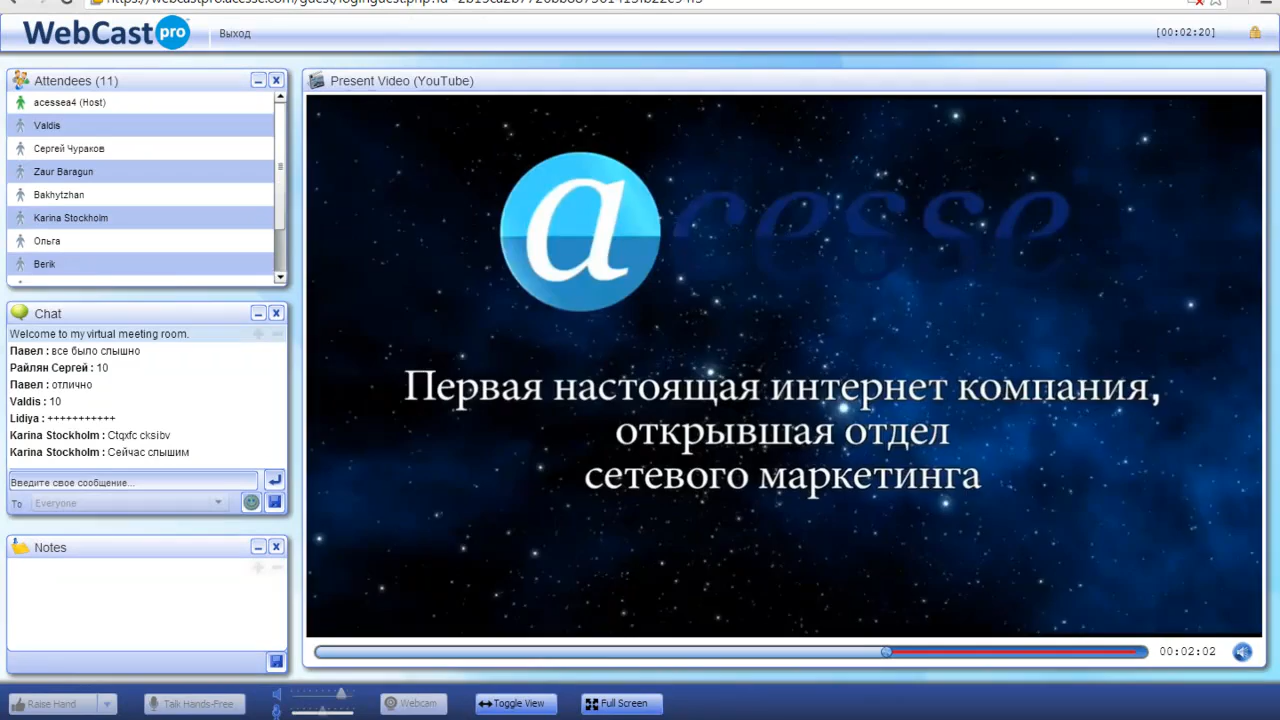 WebCast pro
Выход
[00:02:20]
Attendees (11)
acessea4 (Host)
Valdis
Сергей Чураков
Zaur Baragun
Bakhytzhan
Karina Stockholm
Ольга
Berik
Chat
Welcome to my virtual meeting room.
Павел : все было слышно
Райлян Сергей : 10
Павел : отлично
Valdis : 10
Lidiya : +++++++++++
Karina Stockholm : Ctqxfc cksibv
Karina Stockholm : Сейчас слышим
Введите свое сообщение...
To Everyone
Notes
Present Video (YouTube)
acesse
Первая настоящая интернет компания,
открывшая отдел
сетевого маркетинга
00:02:02
Raise Hand
Talk Hands-Free
Webcam
Toggle View
Full Screen